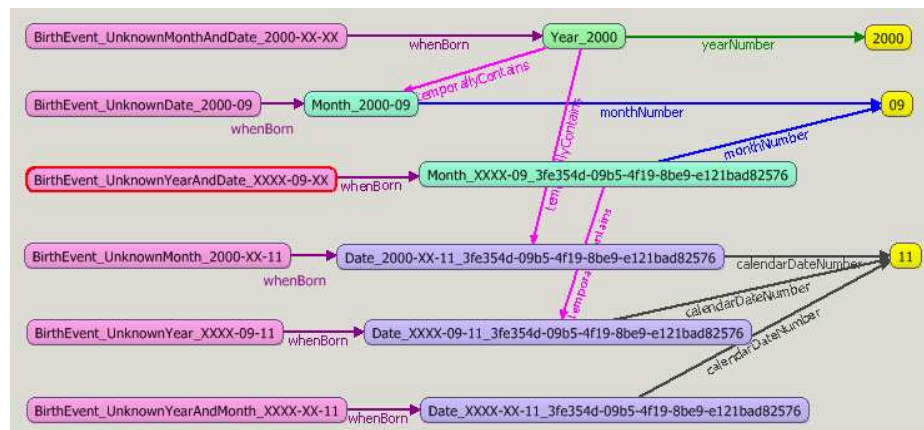 BirthEvent_UnknownMonthAndDate_2000-XX-XX
whenBorn
Year_2000
yearNumber
2000
temporallyContains
BirthEvent_UnknownDate_2000-09
whenBorn
Month_2000-09
monthNumber
09
monthNumber
temporallyContains
BirthEvent_UnknownYearAndDate_XXXX-09-XX
whenBorn
Month_XXXX-09_3fe354d-09b5-4f19-8be9-e121bad82576
temporallyContains
BirthEvent_UnknownMonth_2000-XX-11
whenBorn
Date_2000-XX-11_3fe354d-09b5-4f19-8be9-e121bad82576
calendarDateNumber
11
BirthEvent_UnknownYear_XXXX-09-11
whenBorn
Date_XXXX-09-11_3fe354d-09b5-4f19-8be9-e121bad82576
calendarDateNumber
calendarDateNumber
BirthEvent_UnknownYearAndMonth_XXXX-XX-11
whenBorn
Date_XXXX-XX-11_3fe354d-09b5-4f19-8be9-e121bad82576